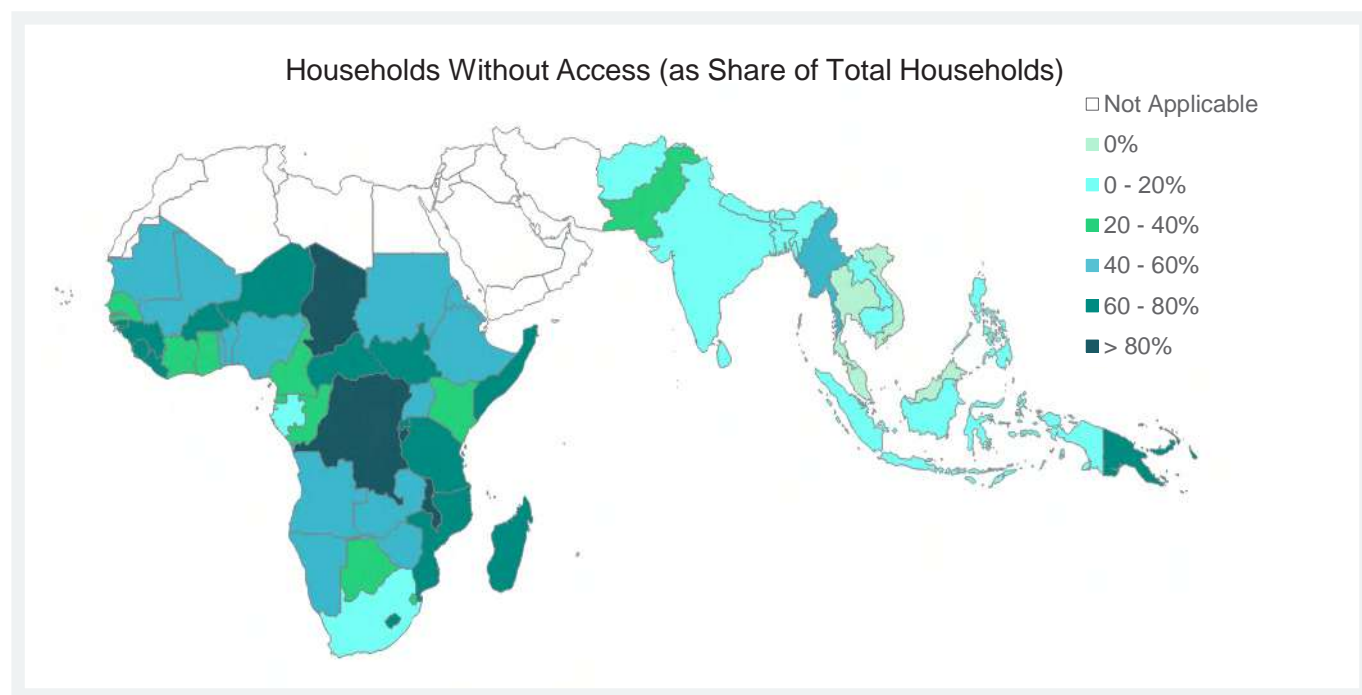 Households Without Access (as Share of Total Households)
Not Applicable
0%
0 - 20%
20 - 40%
40 - 60%
60 - 80%
> 80%